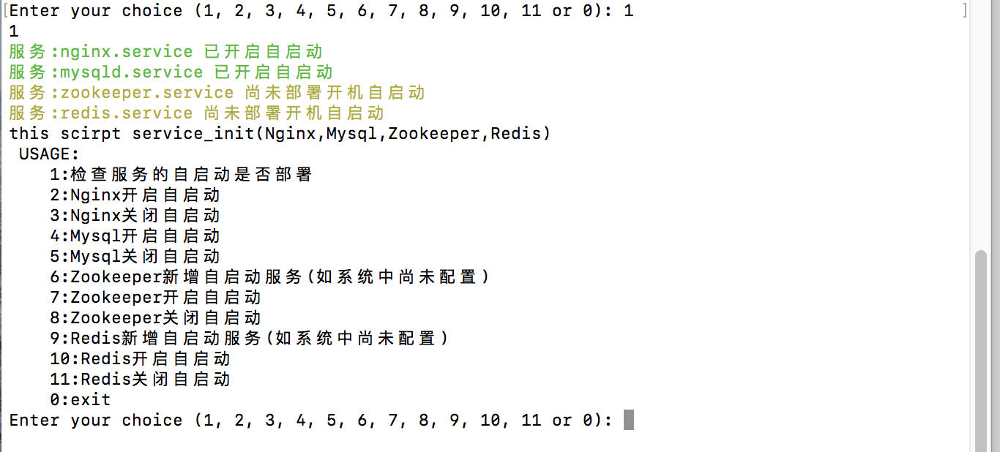 [Enter your choice (1, 2, 3, 4, 5, 6, 7, 8, 9, 10, 11 or 0): 1 ]
1
服务:nginx.service 已开启自启动
服务:mysqld.service 已开启自启动
服务:zookeeper.service 尚未部署开机自启动
服务:redis.service 尚未部署开机自启动
this scirpt service_init(Nginx,Mysql,Zookeeper,Redis)
USAGE:
1:检查服务的自启动是否部署
2:Nginx开启自启动
3:Nginx关闭自启动
4:Mysql开启自启动
5:Mysql关闭自启动
6:Zookeeper新增自启动服务(如系统中尚未配置)
7:Zookeeper开启自启动
8:Zookeeper关闭自启动
9:Redis新增自启动服务(如系统中尚未配置)
10:Redis开启自启动
11:Redis关闭自启动
0:exit
Enter your choice (1, 2, 3, 4, 5, 6, 7, 8, 9, 10, 11 or 0):